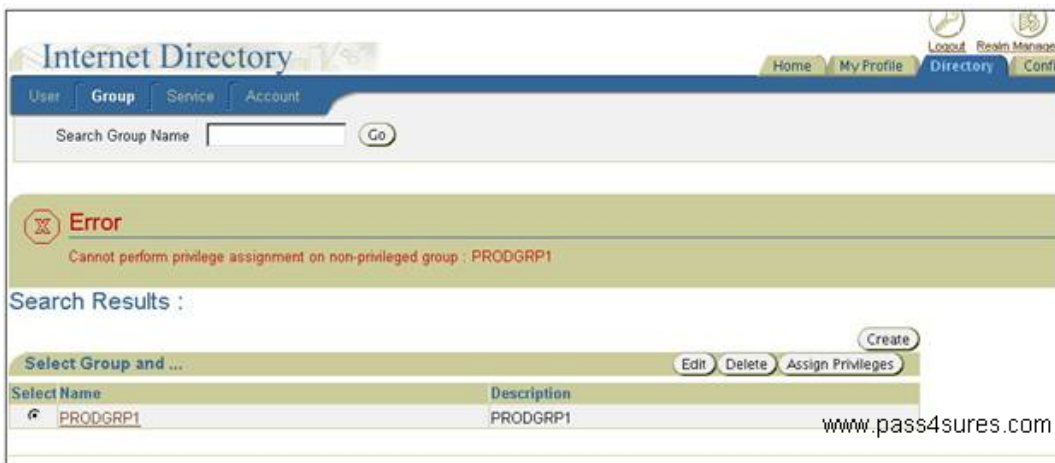 Internet Directory
Logout Realm Manage
Home My Profile Directory Confi
User Group Service Account
Search Group Name Go
Error
Cannot perform privilege assignment on non-privileged group : PRODGRP1
Search Results :
Create
Select Group and ... Edit Delete Assign Privileges
Select Name Description
PRODGRP1 PRODGRP1
www.pass4sures.com